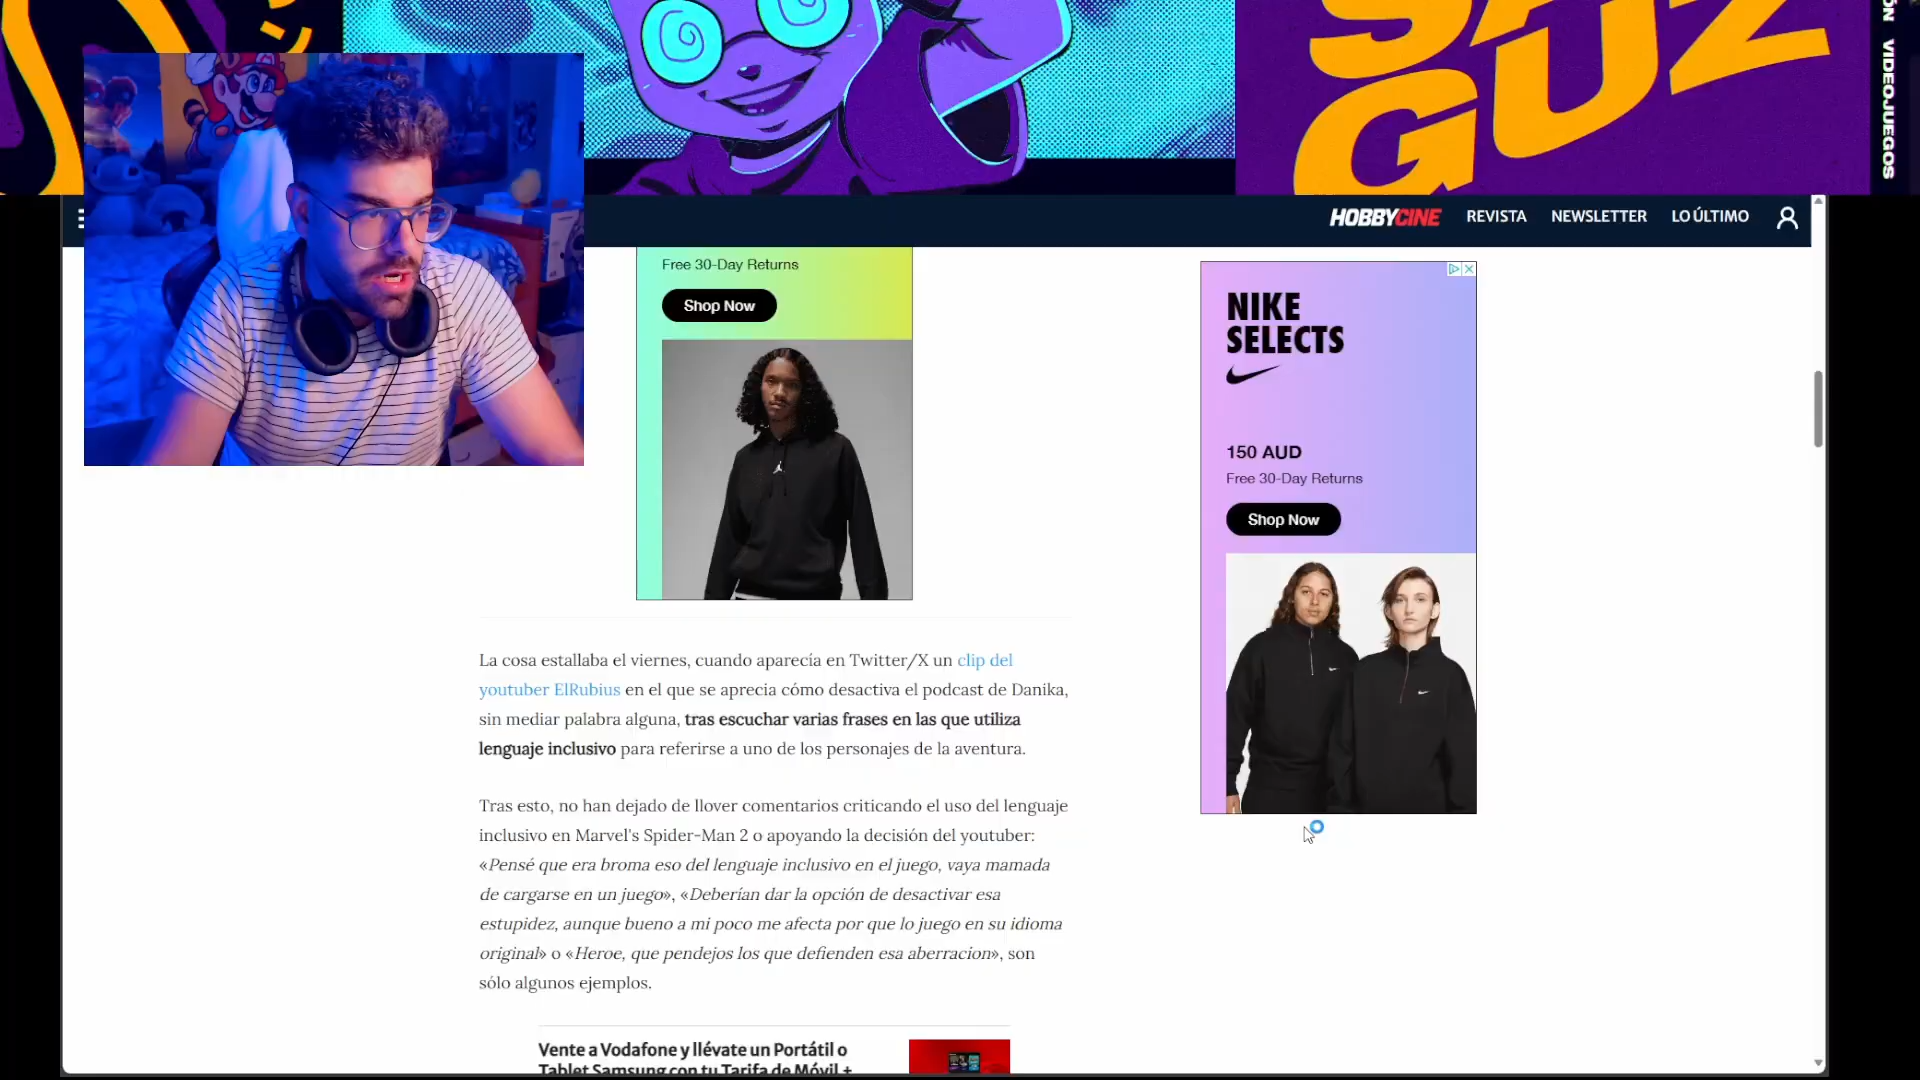 GUZ
VIDEOJUEGOS
HOBBYCINE
REVISTA
NEWSLETTER
LO ÚLTIMO
Free 30-Day Returns
Shop Now
NIKE
SELECTS
150 AUD
Free 30-Day Returns
Shop Now
La cosa estallaba el viernes, cuando aparecía en Twitter/X un clip del
youtuber ElRubius en el que se aprecia cómo desactiva el podcast de Danika,
sin mediar palabra alguna, tras escuchar varias frases en las que utiliza
lenguaje inclusivo para referirse a uno de los personajes de la aventura.
Tras esto, no han dejado de llover comentarios criticando el uso del lenguaje
inclusivo en Marvel's Spider-Man 2 o apoyando la decisión del youtuber:
«Pensé que era broma eso del lenguaje inclusivo en el juego, vaya mamada
de cargarse en un juego», «Deberían dar la opción de desactivar esa
estupidez, aunque bueno a mi poco me afecta por que lo juego en su idioma
original» o «Heroe, que pendejos los que defienden esa aberracion», son
sólo algunos ejemplos.
Vente a Vodafone y llévate un Portátil o
Tablet Samsung con tu Tarifa de Móvil +